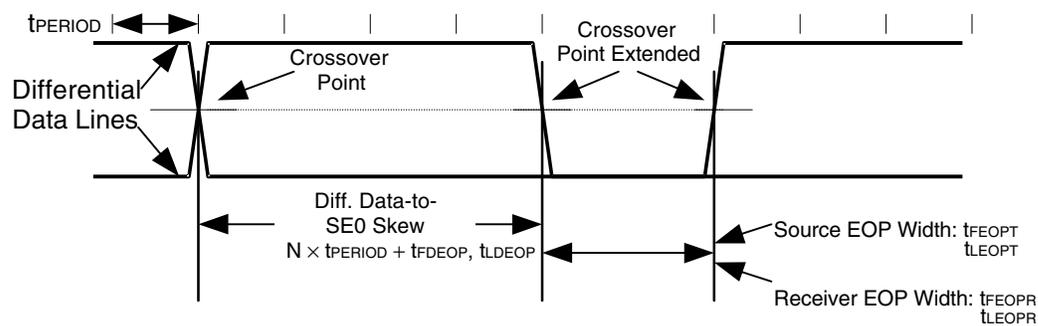 tPERIOD
Crossover
Point
Crossover
Point Extended
Differential
Data Lines
Diff. Data-to-
SE0 Skew
N × tPERIOD + tFDEOP, tLDEOP
Source EOP Width: tFEOPT
tLEOPT
Receiver EOP Width: tFEOPR
tLEOPR